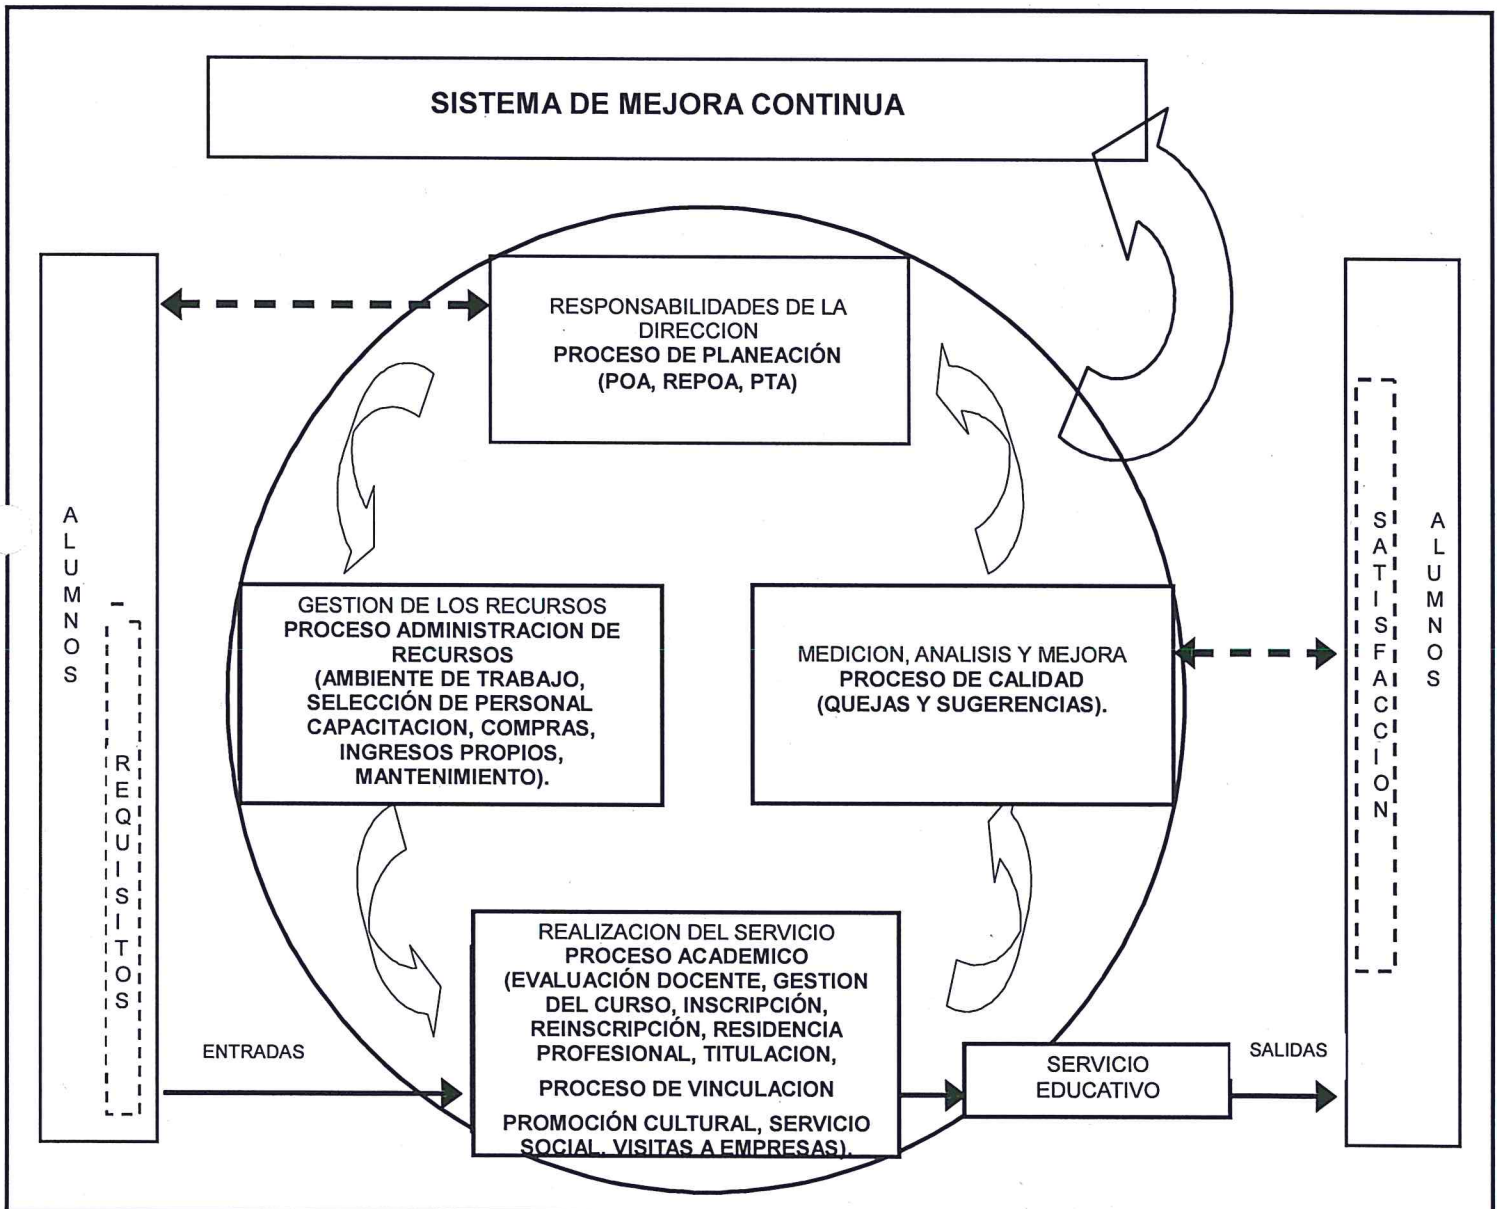 SISTEMA DE MEJORA CONTINUA
RESPONSABILIDADES DE LA
DIRECCION
PROCESO DE PLANEACIÓN
(POA, REPOA, PTA)
ALUMNOS
REQUISITOS
GESTION DE LOS RECURSOS
PROCESO ADMINISTRACION DE
RECURSOS
(AMBIENTE DE TRABAJO,
SELECCIÓN DE PERSONAL
CAPACITACION, COMPRAS,
INGRESOS PROPIOS,
MANTENIMIENTO).
MEDICION, ANALISIS Y MEJORA
PROCESO DE CALIDAD
(QUEJAS Y SUGERENCIAS).
SATISFACCION
ALUMNOS
REALIZACION DEL SERVICIO
PROCESO ACADEMICO
(EVALUACIÓN DOCENTE, GESTION
DEL CURSO, INSCRIPCIÓN,
REINSCRIPCIÓN, RESIDENCIA
PROFESIONAL, TITULACION,
PROCESO DE VINCULACION
PROMOCIÓN CULTURAL, SERVICIO
SOCIAL. VISITAS A EMPRESAS).
ENTRADAS
SERVICIO
EDUCATIVO
SALIDAS